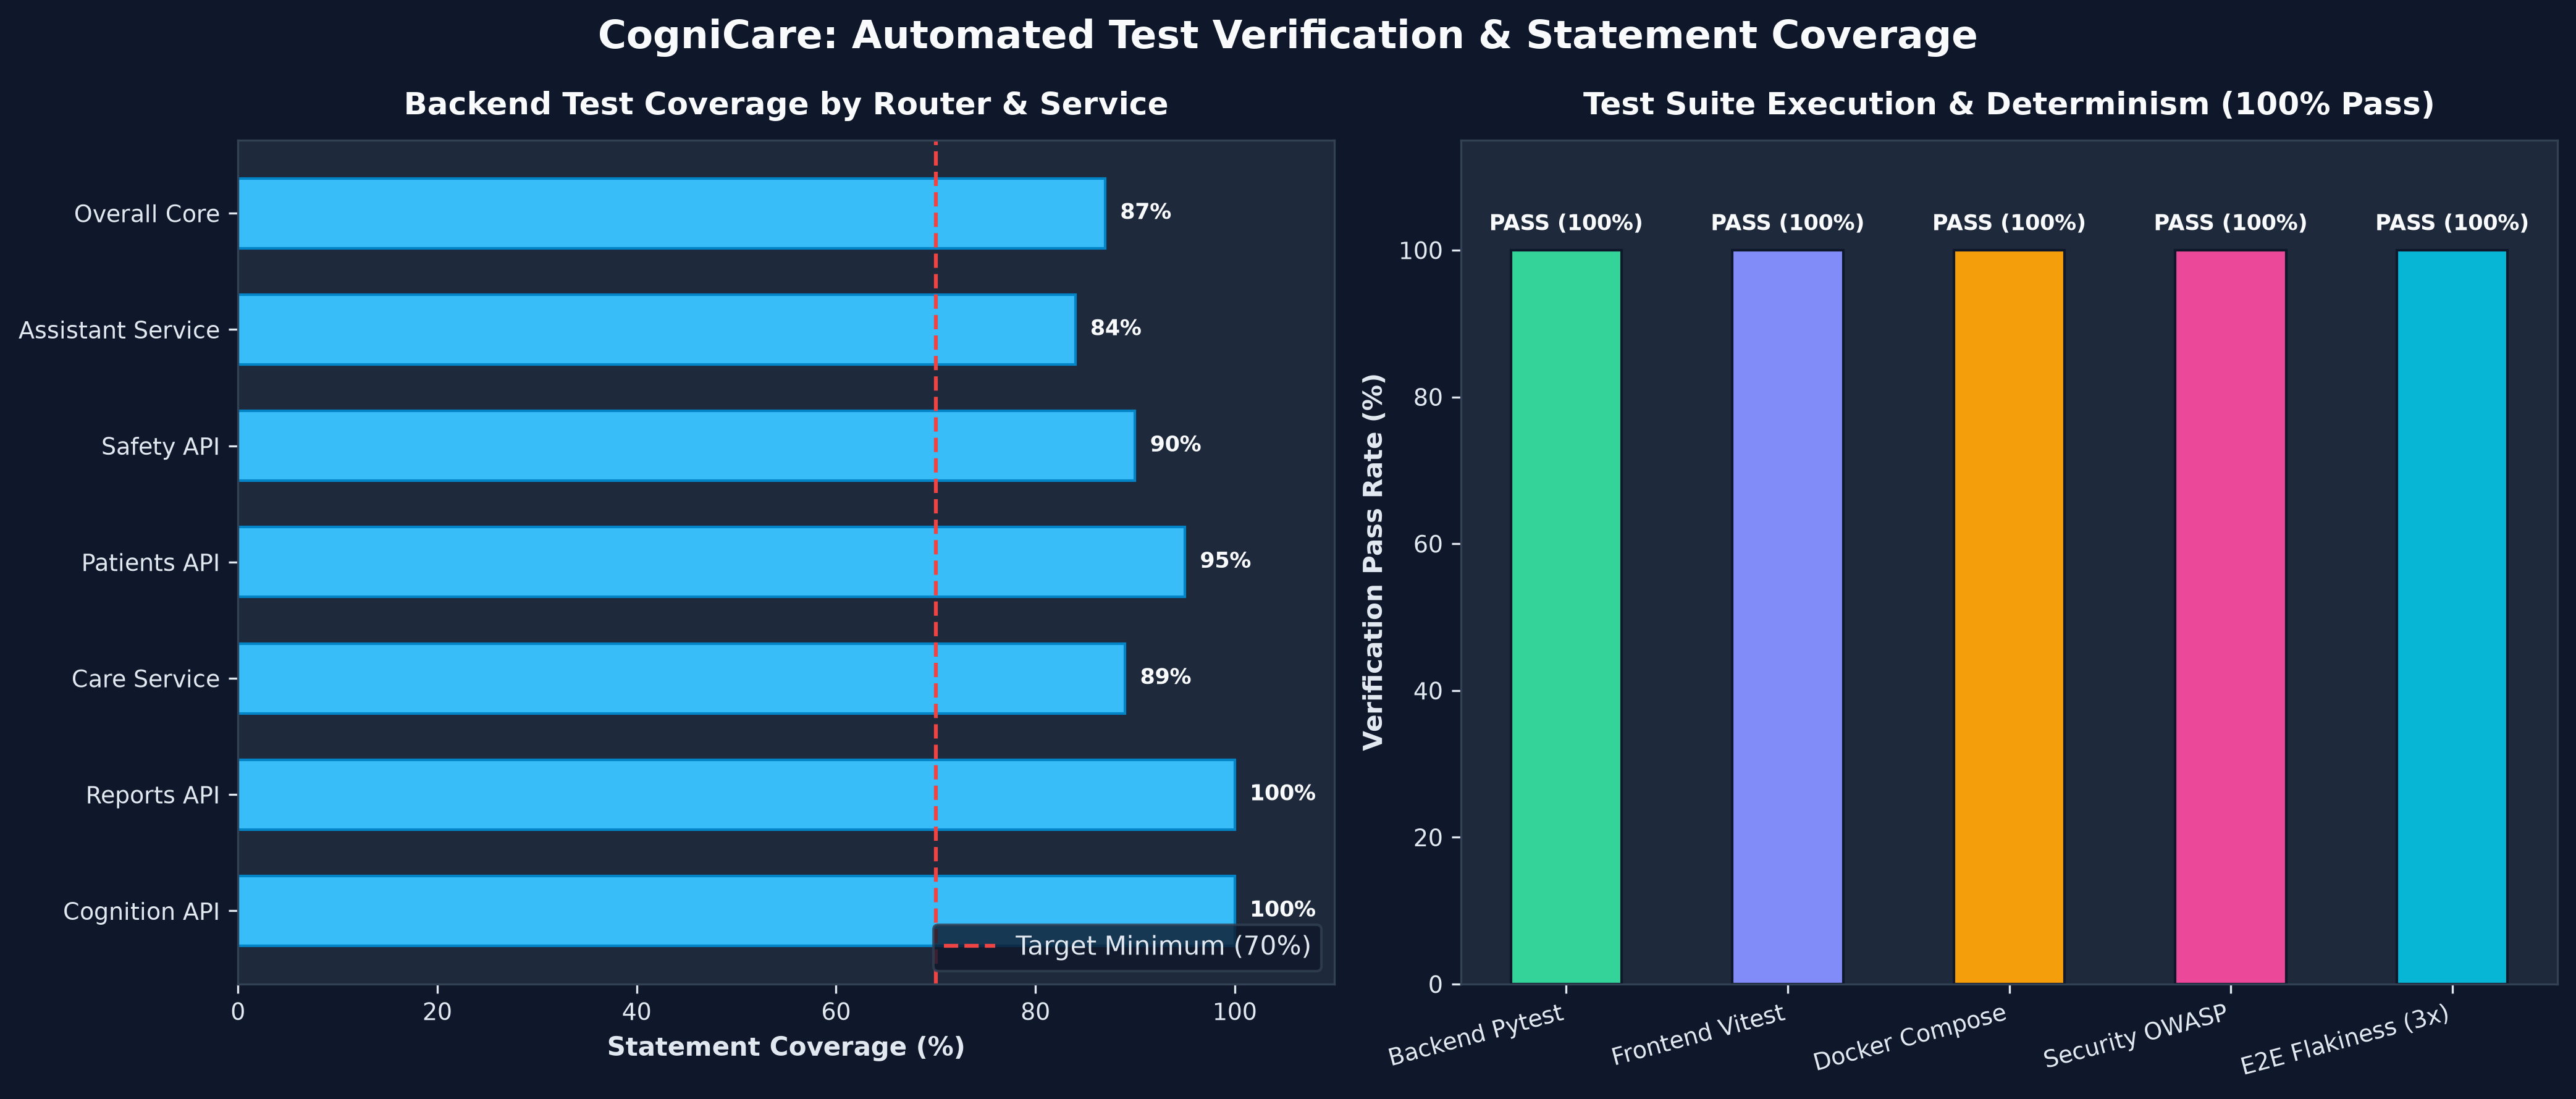 CogniCare: Automated Test Verification & Statement Coverage
Backend Test Coverage by Router & Service
Overall Core
87%
Assistant Service
84%
Safety API
90%
Patients API
95%
Care Service
89%
Reports API
100%
Cognition API
100%
Target Minimum (70%)
0 20 40 60 80 100
Statement Coverage (%)
Test Suite Execution & Determinism (100% Pass)
PASS (100%) PASS (100%) PASS (100%) PASS (100%) PASS (100%)
100
80
60
40
20
0
Verification Pass Rate (%)
Backend Pytest
Frontend Vitest
Docker Compose
Security OWASP
E2E Flakiness (3x)